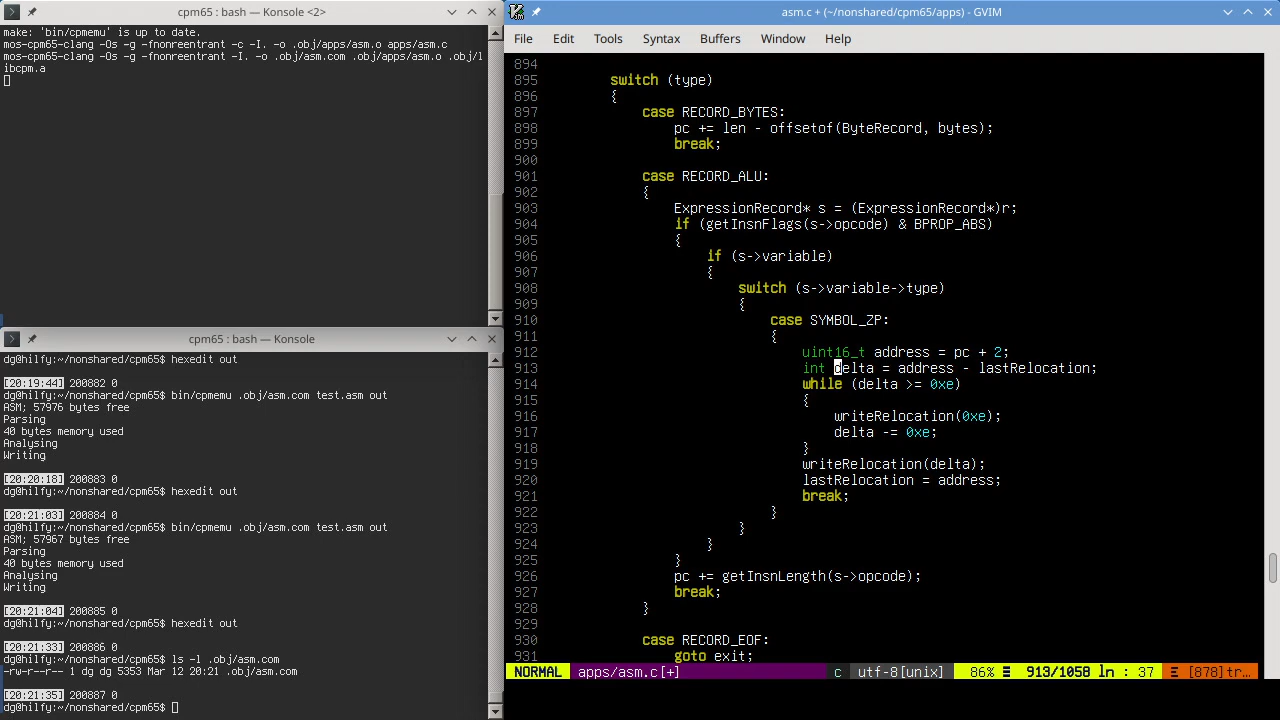 cpm65 : bash — Konsole <2>
make: 'bin/cpmemu' is up to date.
mos-cpm65-clang -Os -g -fnonreentrant -c -I. -o .obj/apps/asm.o apps/asm.c
mos-cpm65-clang -Os -g -fnonreentrant -I. -o .obj/asm.com .obj/apps/asm.o .obj/l
ibcpm.a
cpm65 : bash — Konsole
dg@hilfy:~/nonshared/cpm65$ hexedit out
[20:19:44] 200882 0
dg@hilfy:~/nonshared/cpm65$ bin/cpmemu .obj/asm.com test.asm out
ASM; 57976 bytes free
Parsing
40 bytes memory used
Analysing
Writing
[20:20:18] 200883 0
dg@hilfy:~/nonshared/cpm65$ hexedit out
[20:21:03] 200884 0
dg@hilfy:~/nonshared/cpm65$ bin/cpmemu .obj/asm.com test.asm out
ASM; 57967 bytes free
Parsing
40 bytes memory used
Analysing
Writing
[20:21:04] 200885 0
dg@hilfy:~/nonshared/cpm65$ hexedit out
[20:21:33] 200886 0
dg@hilfy:~/nonshared/cpm65$ ls -l .obj/asm.com
-rw-r--r-- 1 dg dg 5353 Mar 12 20:21 .obj/asm.com
[20:21:35] 200887 0
dg@hilfy:~/nonshared/cpm65$
asm.c + (~/nonshared/cpm65/apps) - GVIM
File Edit Tools Syntax Buffers Window Help
894
895 switch (type)
896 {
897 case RECORD_BYTES:
898 pc += len - offsetof(ByteRecord, bytes);
899 break;
900
901 case RECORD_ALU:
902 {
903 ExpressionRecord* s = (ExpressionRecord*)r;
904 if (getInsnFlags(s->opcode) & BPROP_ABS)
905 {
906 if (s->variable)
907 {
908 switch (s->variable->type)
909 {
910 case SYMBOL_ZP:
911 {
912 uint16_t address = pc + 2;
913 int delta = address - lastRelocation;
914 while (delta >= 0xe)
915 {
916 writeRelocation(0xe);
917 delta -= 0xe;
918 }
919 writeRelocation(delta);
920 lastRelocation = address;
921 break;
922 }
923 }
924 }
925 }
926 pc += getInsnLength(s->opcode);
927 break;
928 }
929
930 case RECORD_EOF:
931 goto exit;
NORMAL apps/asm.c[+] c utf-8[unix] 86% ☰ 913/1058 ln : 37 Ξ [878]tr…